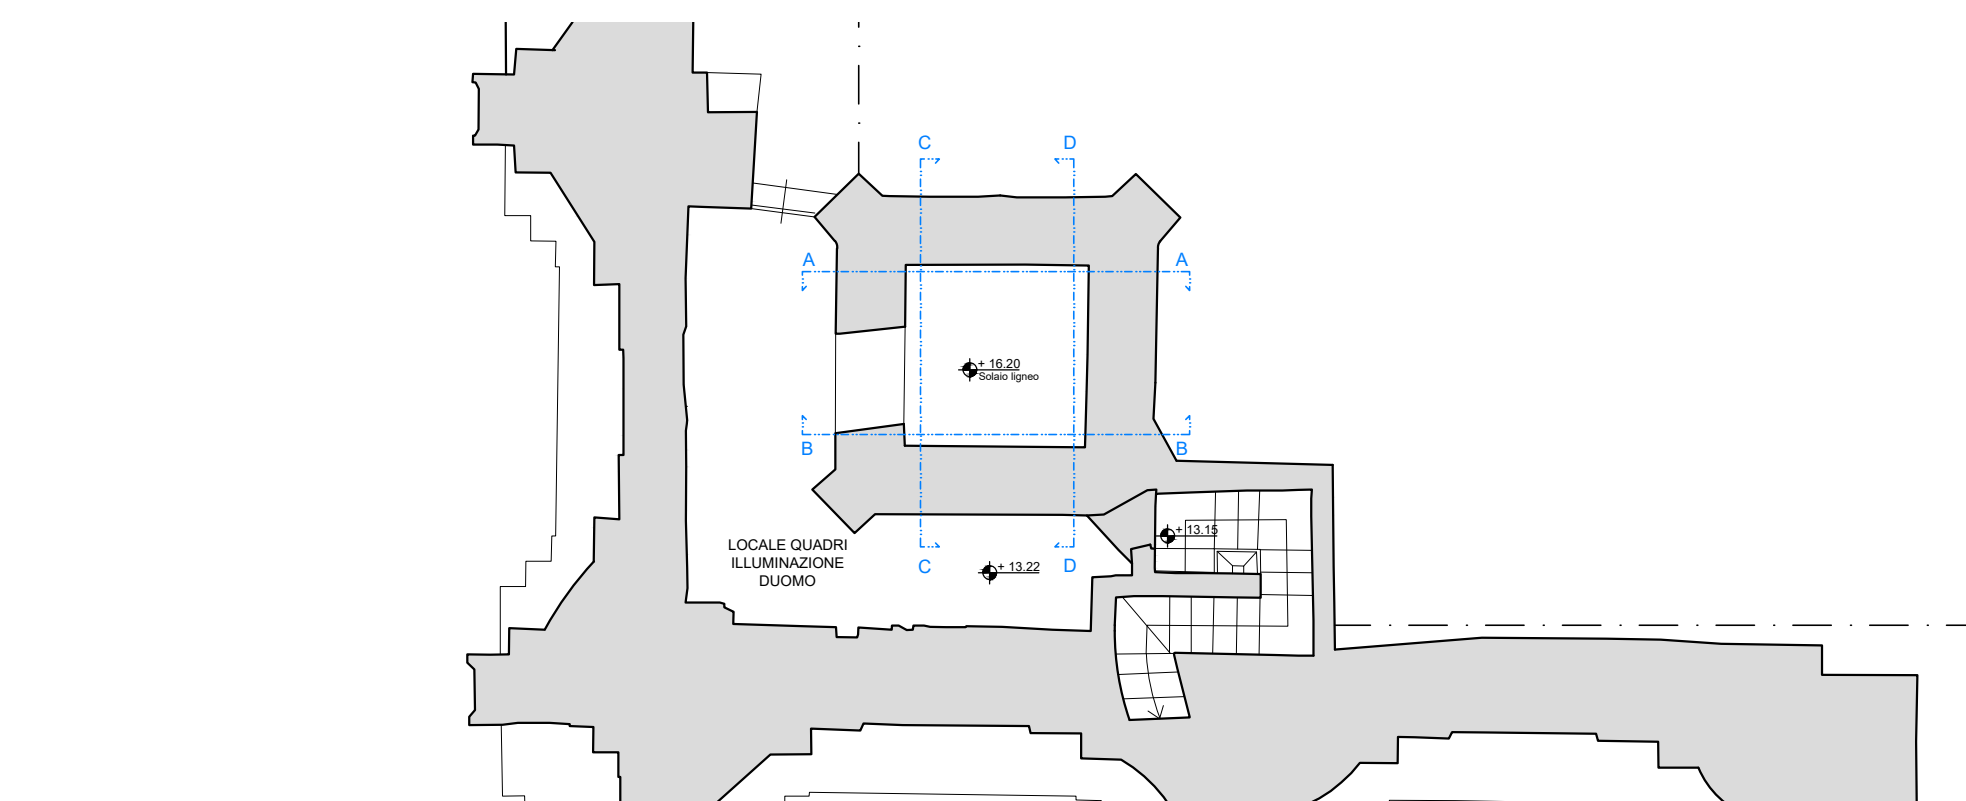 C D
A A
+ 16.20
Solaio ligneo
B B
+ 13.15
LOCALE QUADRI
ILLUMINAZIONE
DUOMO
C D
+ 13.22